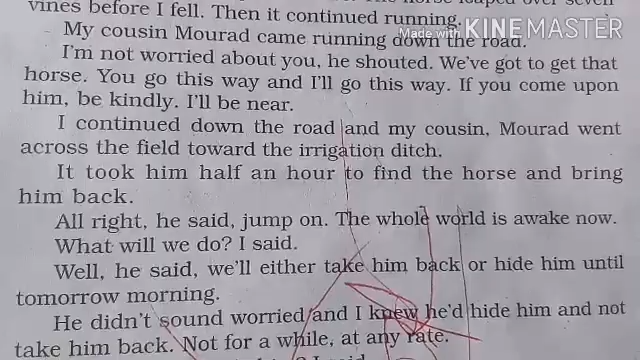 vines before I fell. Then it continued running.
My cousin Mourad came running down the road.
Made with KINEMASTER
I'm not worried about you, he shouted. We've got to get that
horse. You go this way and I'll go this way. If you come upon
him, be kindly. I'll be near.
I continued down the road and my cousin, Mourad went
across the field toward the irrigation ditch.
It took him half an hour to find the horse and bring
him back.
All right, he said, jump on. The whole world is awake now.
What will we do? I said.
Well, he said, we'll either take him back or hide him until
tomorrow morning.
He didn't sound worried and I knew he'd hide him and not
take him back. Not for a while, at any rate.